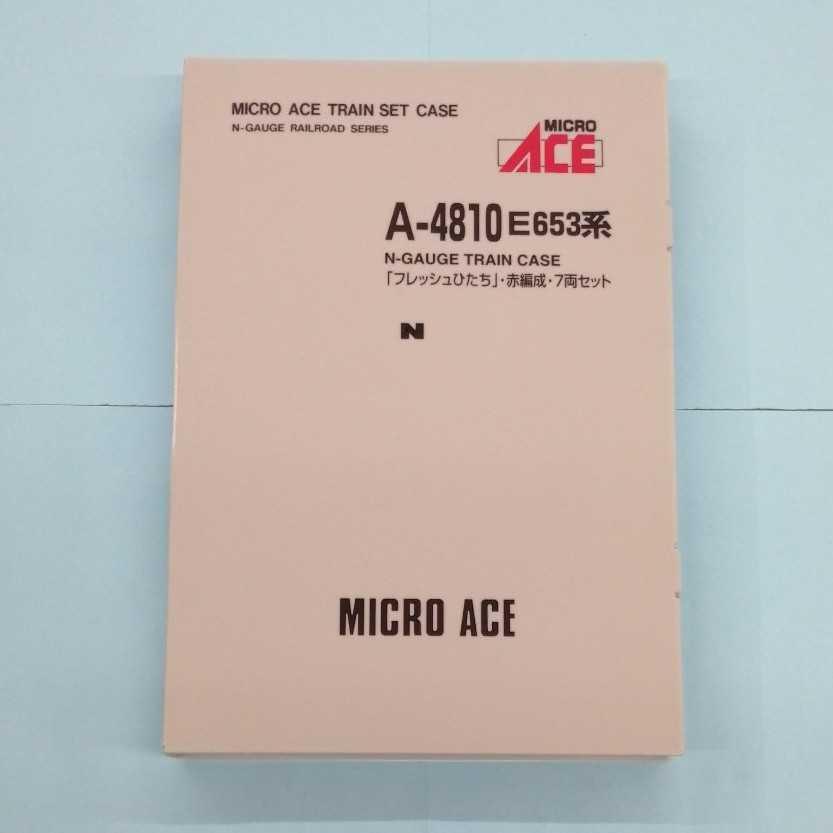 MICRO ACE TRAIN SET CASE
N-GAUGE RAILROAD SERIES
MICRO
ACE
A-4810 E653系
N-GAUGE TRAIN CASE
「フレッシュひたち」・赤編成・7両セット
N
MICRO ACE